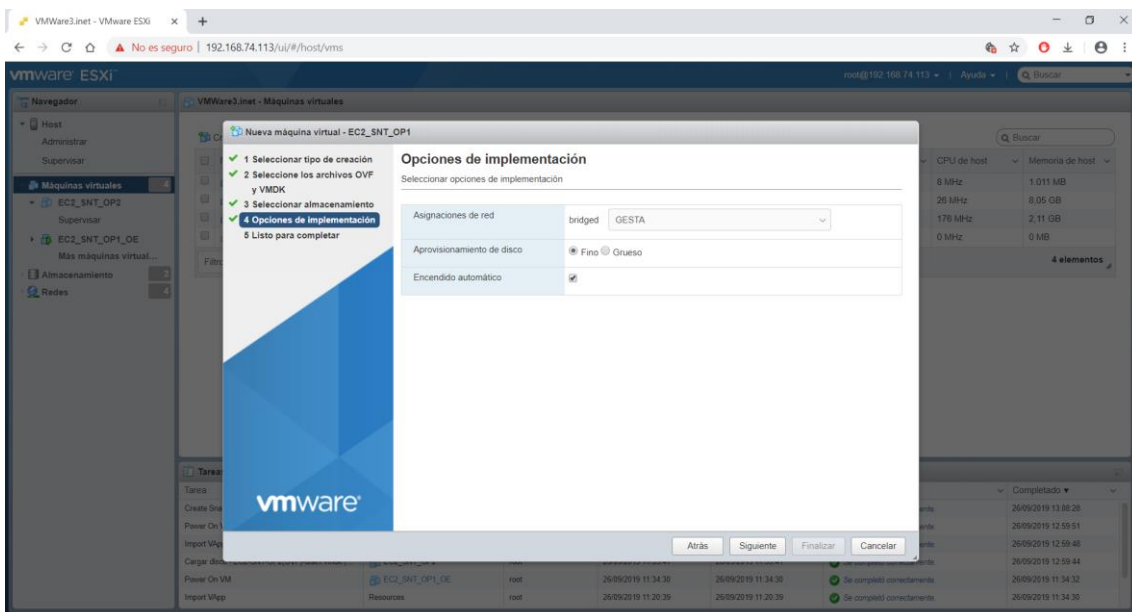 VMWare3.inet - VMware ESXi
No es seguro | 192.168.74.113/ui/#/host/vms
vmware ESXi
root@192.168.74.113
Ayuda
Buscar
Navegador
VMWare3.inet - Máquinas virtuales
Host
Administrar
Supervisar
Máquinas virtuales 4
EC2_SNT_OP2
Supervisar
EC2_SNT_OP1_OE
Más máquinas virtual...
Almacenamiento 2
Redes 4
Nueva máquina virtual - EC2_SNT_OP1
1 Seleccionar tipo de creación
2 Seleccione los archivos OVF
y VMDK
3 Seleccionar almacenamiento
4 Opciones de implementación
5 Listo para completar
vmware
Opciones de implementación
Seleccionar opciones de implementación
Asignaciones de red bridged GESTA
Aprovisionamiento de disco Fino Grueso
Encendido automático
Atrás Siguiente Finalizar Cancelar
Buscar
CPU de host Memoria de host
8 MHz 1.011 MB
26 MHz 8,05 GB
176 MHz 2,11 GB
0 MHz 0 MB
4 elementos
Tarea Completado
Create Sna 26/09/2019 13:08:28
Power On V 26/09/2019 12:59:51
Import VAp 26/09/2019 12:59:48
Cargar 26/09/2019 12:59:44
Power On VM EC2_SNT_OP1_OE root 26/09/2019 11:34:30 26/09/2019 11:34:30 Se completó correctamente 26/09/2019 11:34:32
Import VApp Resources root 26/09/2019 11:20:39 26/09/2019 11:20:39 Se completó correctamente 26/09/2019 11:34:30